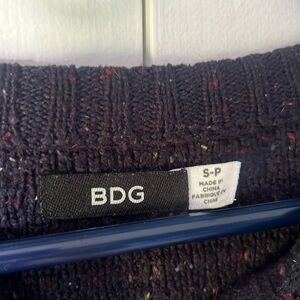 BDG
S-P
MADE IN
CHINA
FABRIQUÉ EN
CHINE